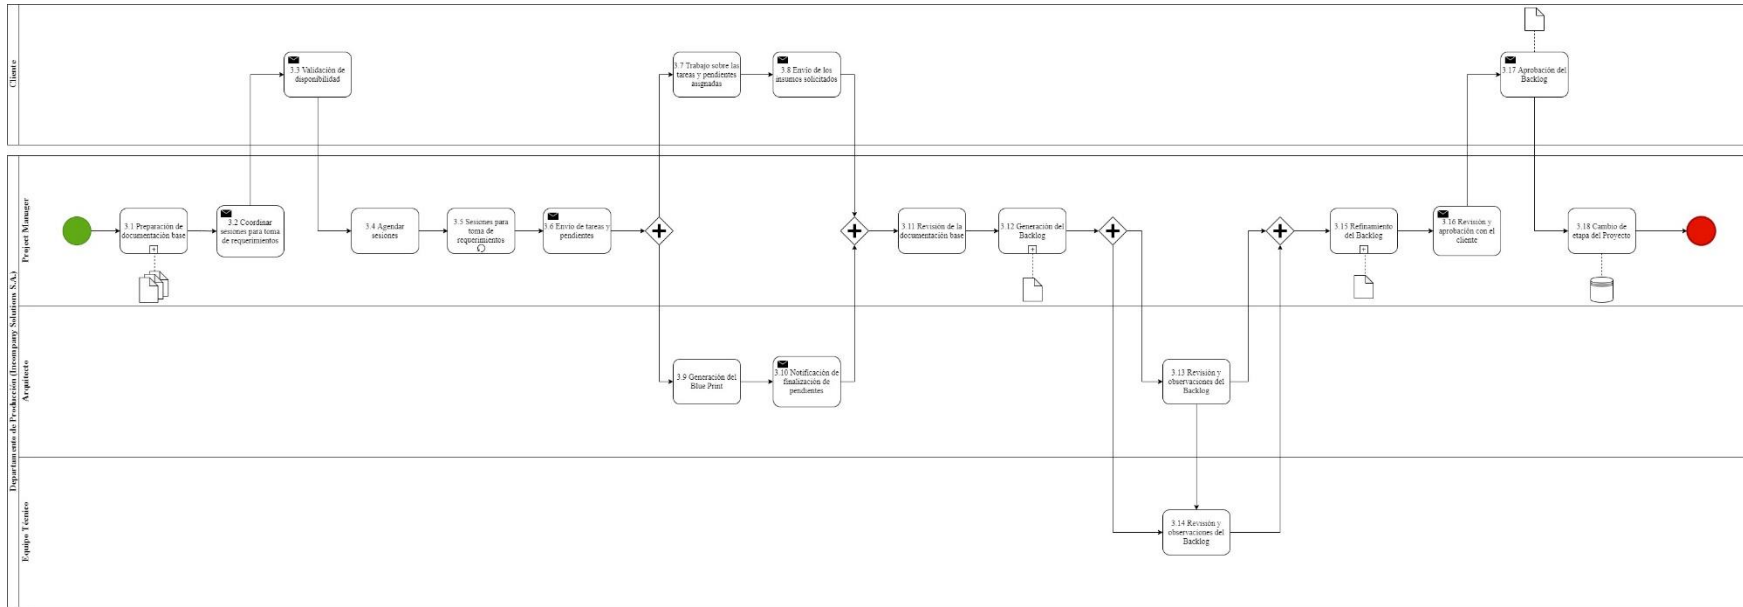 Cliente
3.3 Validación de
disponibilidad
3.7 Trabajo sobre las
tareas y pendientes
asignadas
3.8 Envío de los
insumos solicitados
3.17 Aprobación del
Backlog
Departamento de Producción (Incompany Solutions S.A.)
Project Manager
3.1 Preparación de
documentación base
3.2 Coordinar
sesiones para toma
de requerimientos
3.4 Agendar
sesiones
3.5 Sesiones para
toma de
requerimientos
3.6 Envío de tareas y
pendientes
3.11 Revisión de la
documentación base
3.12 Generación del
Backlog
3.15 Refinamiento
del Backlog
3.16 Revisión y
aprobación con el
cliente
3.18 Cambio de
etapa del Proyecto
Arquitecto
3.9 Generación del
Blue Print
3.10 Notificación de
finalización de
pendientes
3.13 Revisión y
observaciones del
Backlog
Equipo Técnico
3.14 Revisión y
observaciones del
Backlog